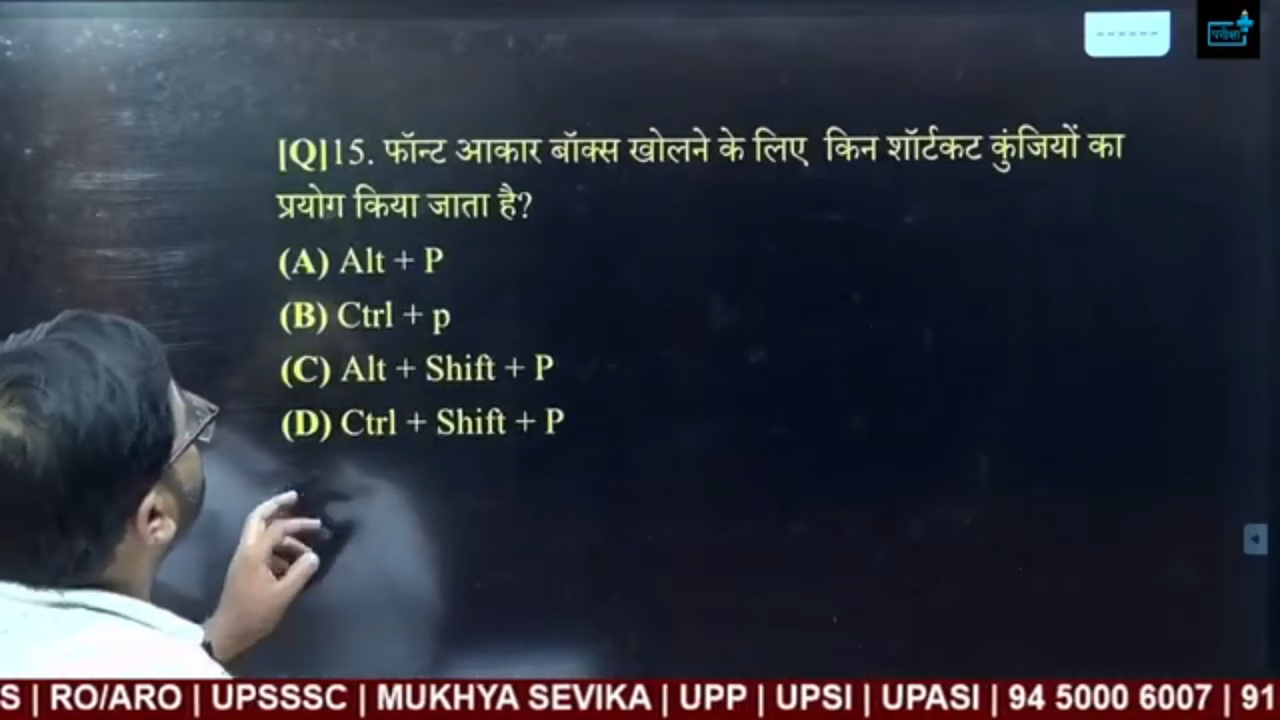 ------
परीक्षा
[Q]15. फॉन्ट आकार बॉक्स खोलने के लिए किन शॉर्टकट कुंजियों का
प्रयोग किया जाता है?
(A) Alt + P
(B) Ctrl + p
(C) Alt + Shift + P
(D) Ctrl + Shift + P
S | RO/ARO | UPSSSC | MUKHYA SEVIKA | UPP | UPSI | UPASI | 94 5000 6007 | 91